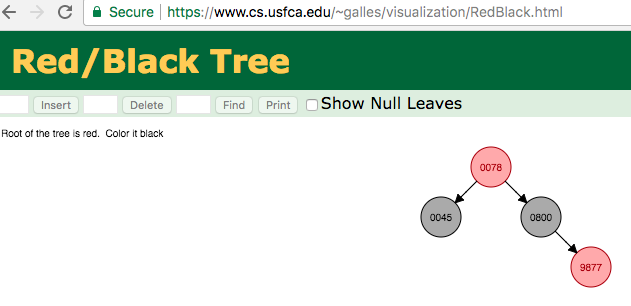 Secure https://www.cs.usfca.edu/~galles/visualization/RedBlack.html
Red/Black Tree
Insert Delete Find Print Show Null Leaves
Root of the tree is red. Color it black
0078
0045 0800
9877